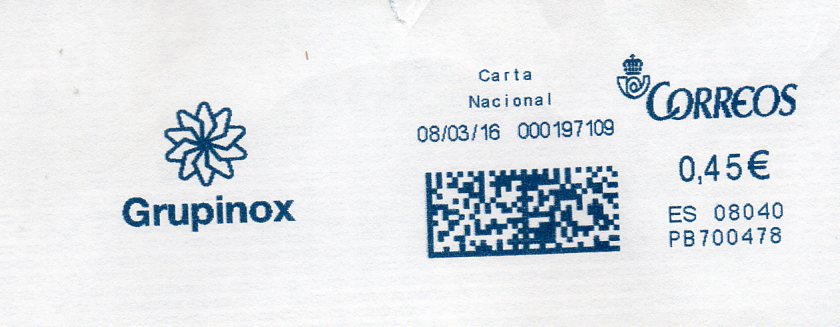 Grupinox
Carta
Nacional
08/03/16 000197109
CORREOS
0,45€
ES 08040
PB700478